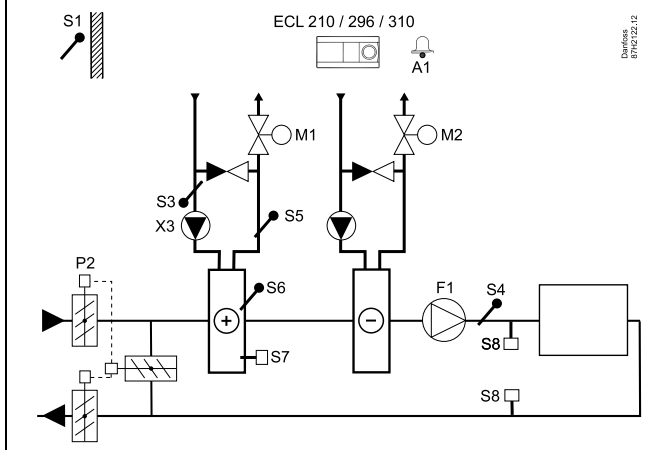 S1
ECL 210 / 296 / 310
A1
Danfoss
87H2122.12
M1
M2
S3
X3
S5
P2
S6
F1
S4
S7
S8
S8